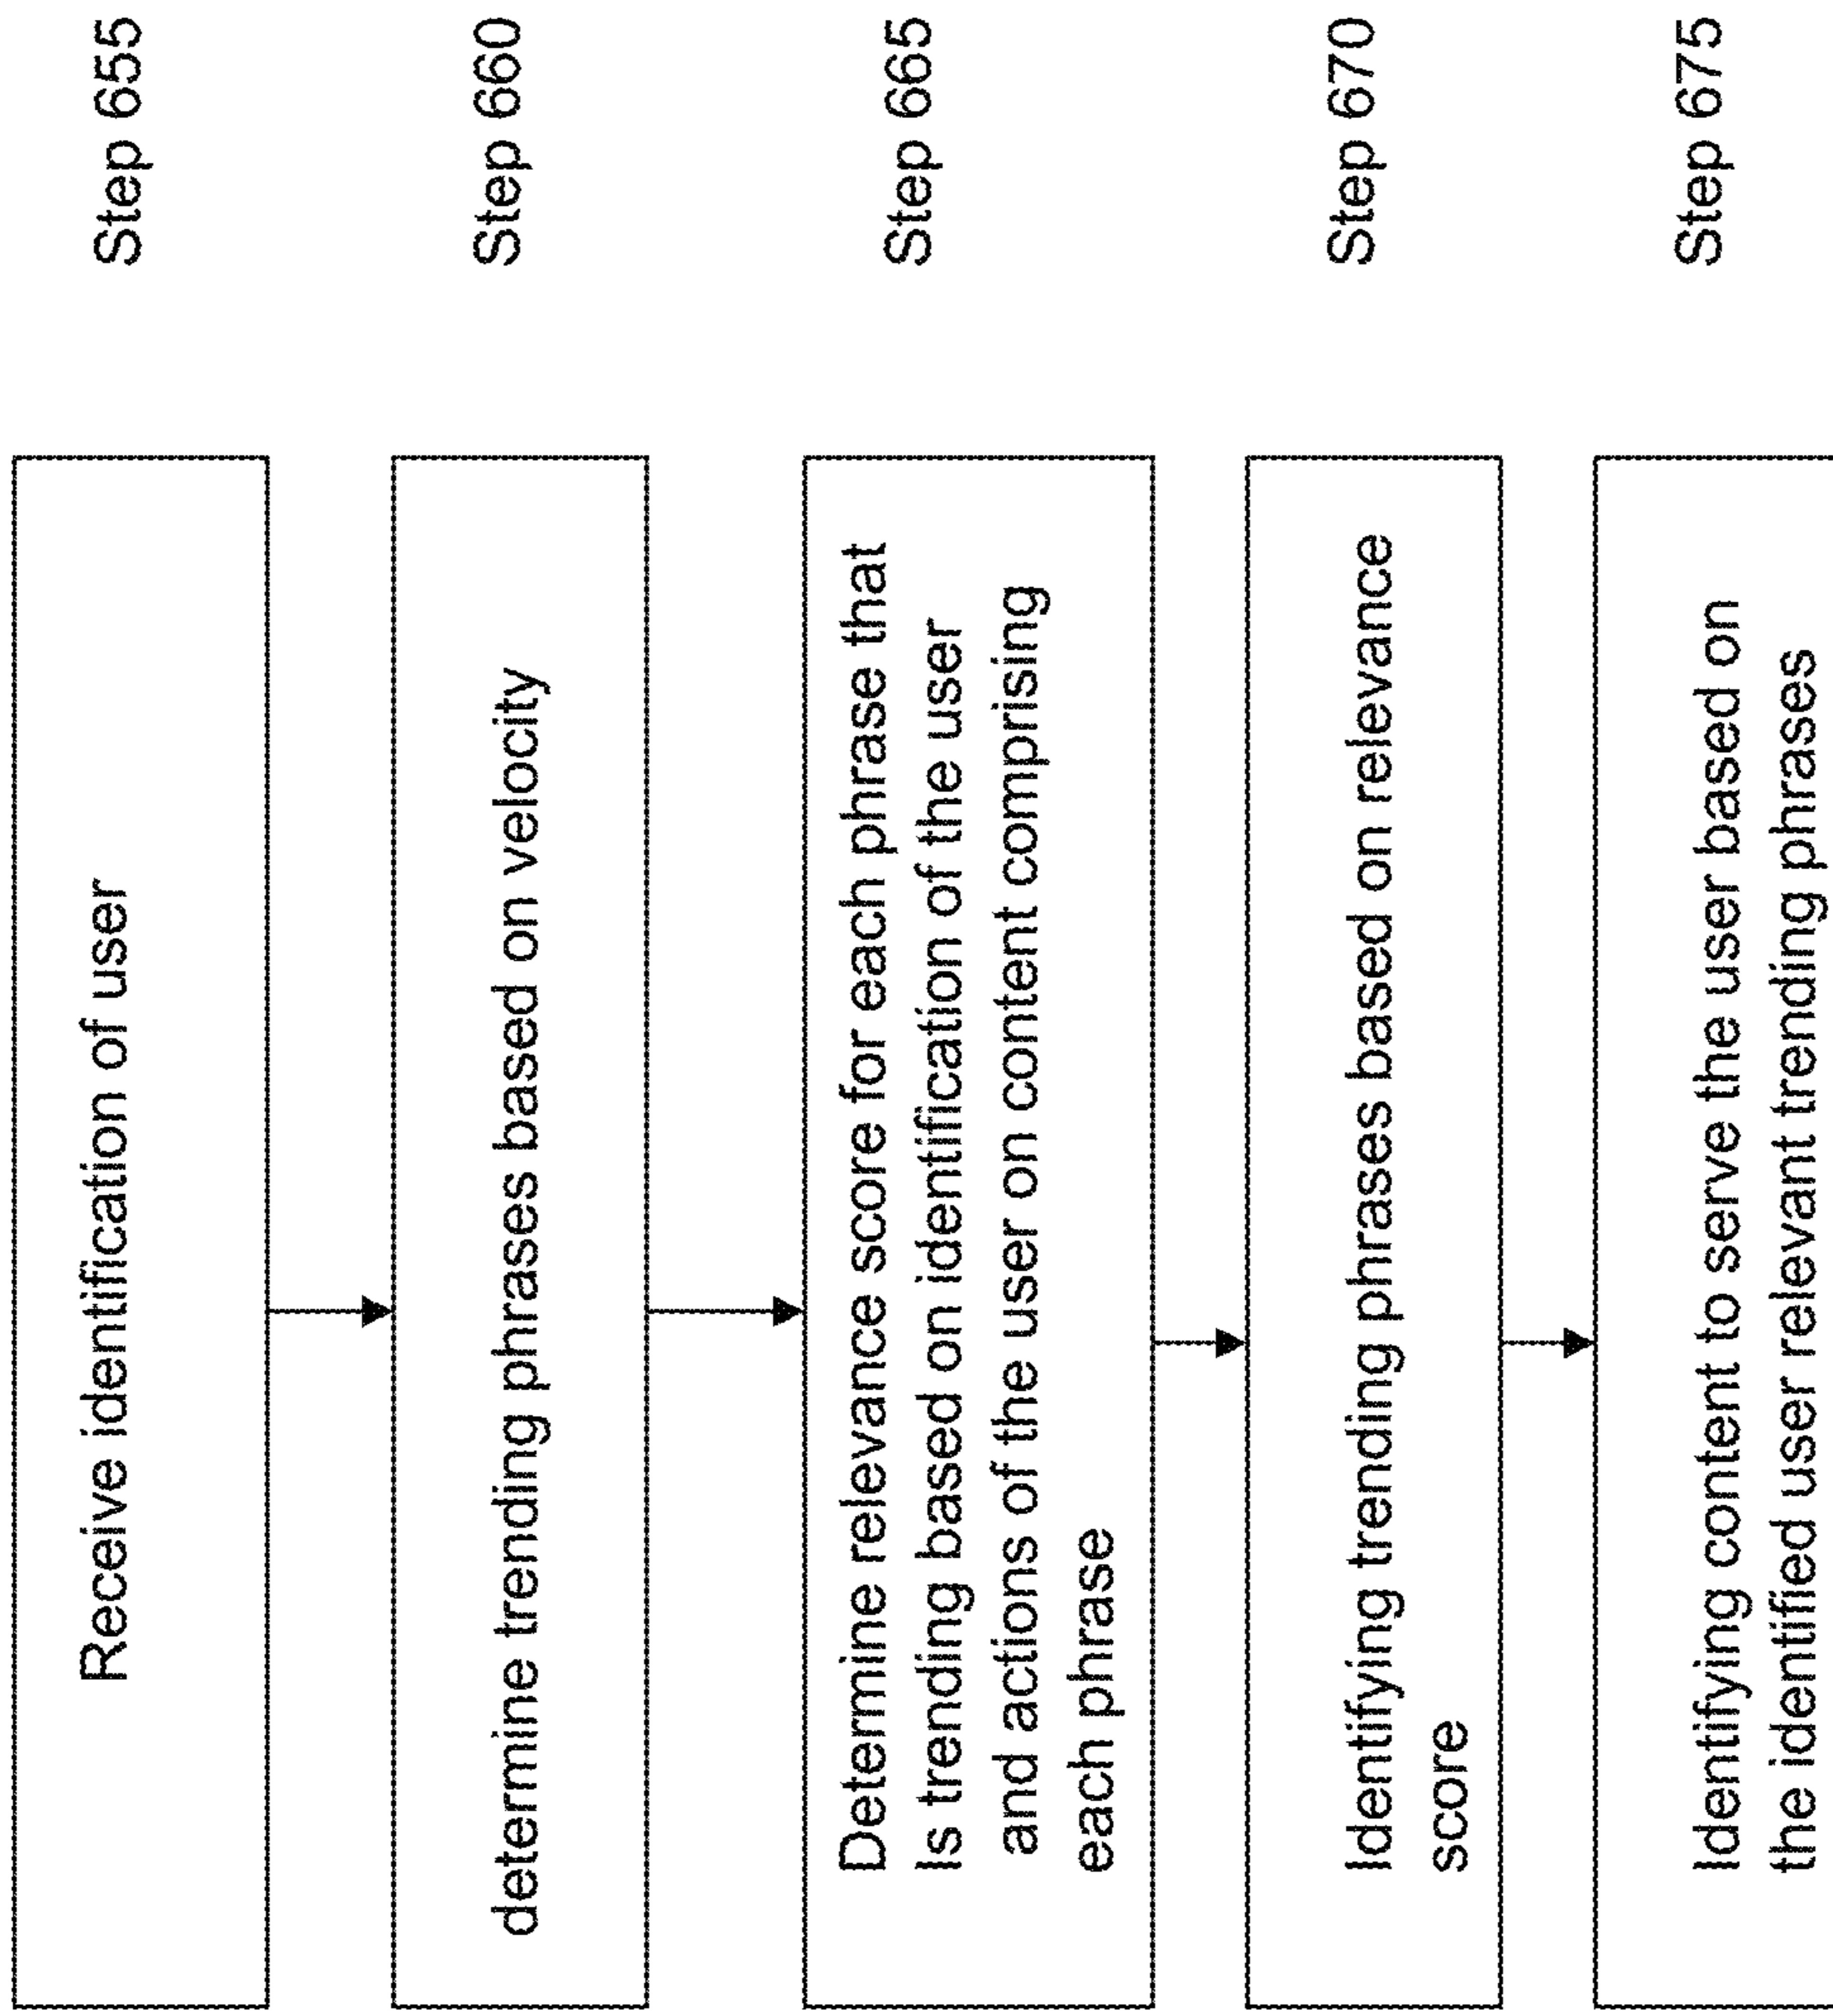 Receive identification of user
Step 655
determine trending phrases based on velocity
Step 660
Determine relevance score for each phrase that
Is trending based on identification of the user
and actions of the user on content comprising
each phrase
Step 665
Identifying trending phrases based on relevance
score
Step 670
Identifying content to serve the user based on
the identified user relevant trending phrases
Step 675